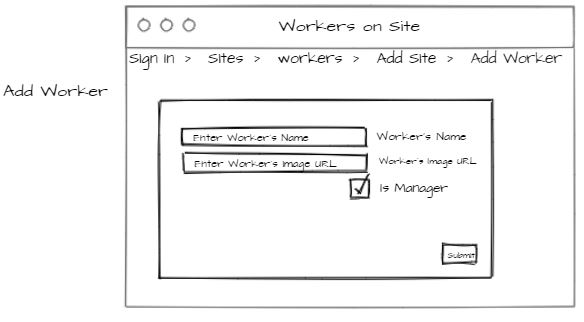 Workers on Site
Sign in > Sites > workers > Add Site > Add Worker
Add Worker
Enter Worker's Name Worker's Name
Enter Worker's Image URL Worker's Image URL
Is Manager
Submit